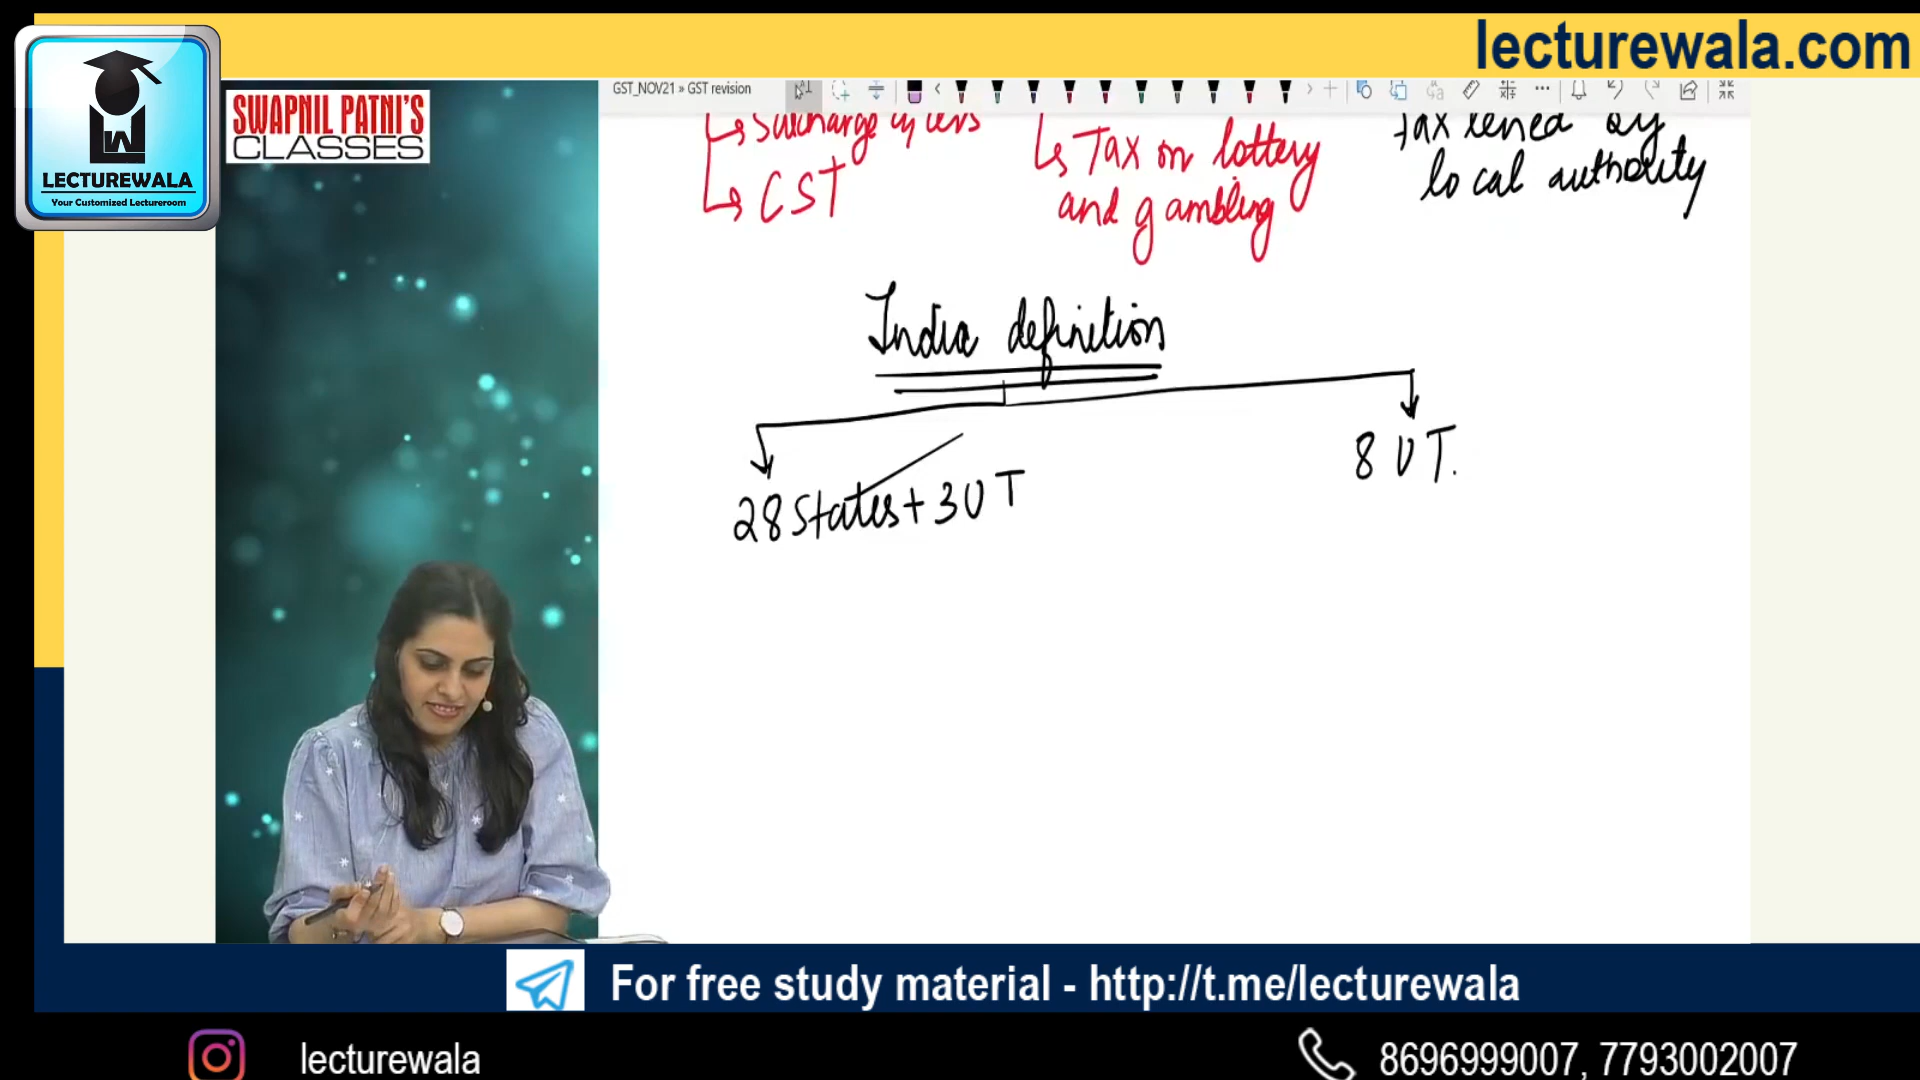 lecturewala.com
GST_NOV21 » GST revision
SWAPNIL PATNI'S
CLASSES
LW
LECTUREWALA
Your Customized Lectureroom
Surcharge
CST
Tax on lottery
and gambling
Tax levied by
local authority
India definition
28 States + 3 UT
8 UT.
For free study material - http://t.me/lecturewala
lecturewala
8696999007, 7793002007